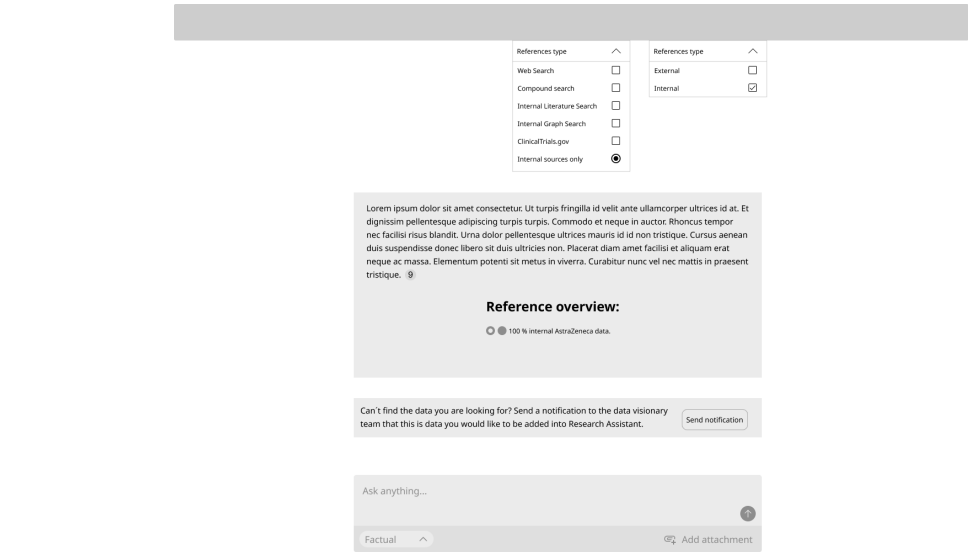 References type
Web Search
Compound search
Internal Literature Search
Internal Graph Search
ClinicalTrials.gov
Internal sources only
References type
External
Internal
Lorem ipsum dolor sit amet consectetur. Ut turpis fringilla id velit ante ullamcorper ultrices id at. Et
dignissim pellentesque adipiscing turpis turpis. Commodo et neque in auctor. Rhoncus tempor
nec facilisi risus blandit. Urna dolor pellentesque ultrices mauris id id non tristique. Cursus aenean
duis suspendisse donec libero sit duis ultricies non. Placerat diam amet facilisi et aliquam erat
neque ac massa. Elementum potenti sit metus in viverra. Curabitur nunc vel nec mattis in praesent
tristique. 9
Reference overview:
100 % internal AstraZeneca data.
Can´t find the data you are looking for? Send a notification to the data visionary
team that this is data you would like to be added into Research Assistant.
Send notification
Ask anything...
Factual
Add attachment